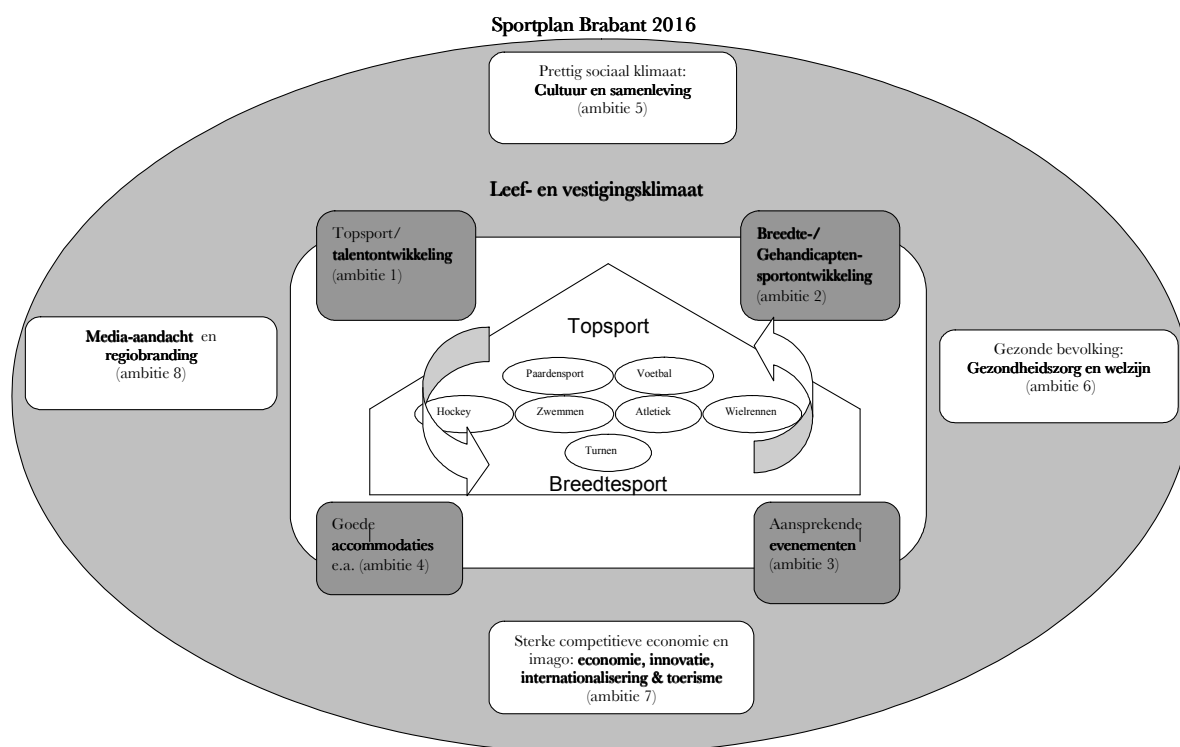 Sportplan Brabant 2016
Prettig sociaal klimaat:
Cultuur en samenleving
(ambitie 5)
Leef- en vestigingsklimaat
Topsport/
talentontwikkeling
(ambitie 1)
Breedte-/
Gehandicapten-
sportontwikkeling
(ambitie 2)
Media-aandacht en
regiobranding
(ambitie 8)
Topsport
Paardensport
Voetbal
Hockey
Zwemmen
Atletiek
Wielrennen
Turnen
Breedtesport
Gezonde bevolking:
Gezondheidszorg en welzijn
(ambitie 6)
Goede
accommodaties
e.a. (ambitie 4)
Aansprekende
evenementen
(ambitie 3)
Sterke competitieve economie en
imago: economie, innovatie,
internationalisering & toerisme
(ambitie 7)